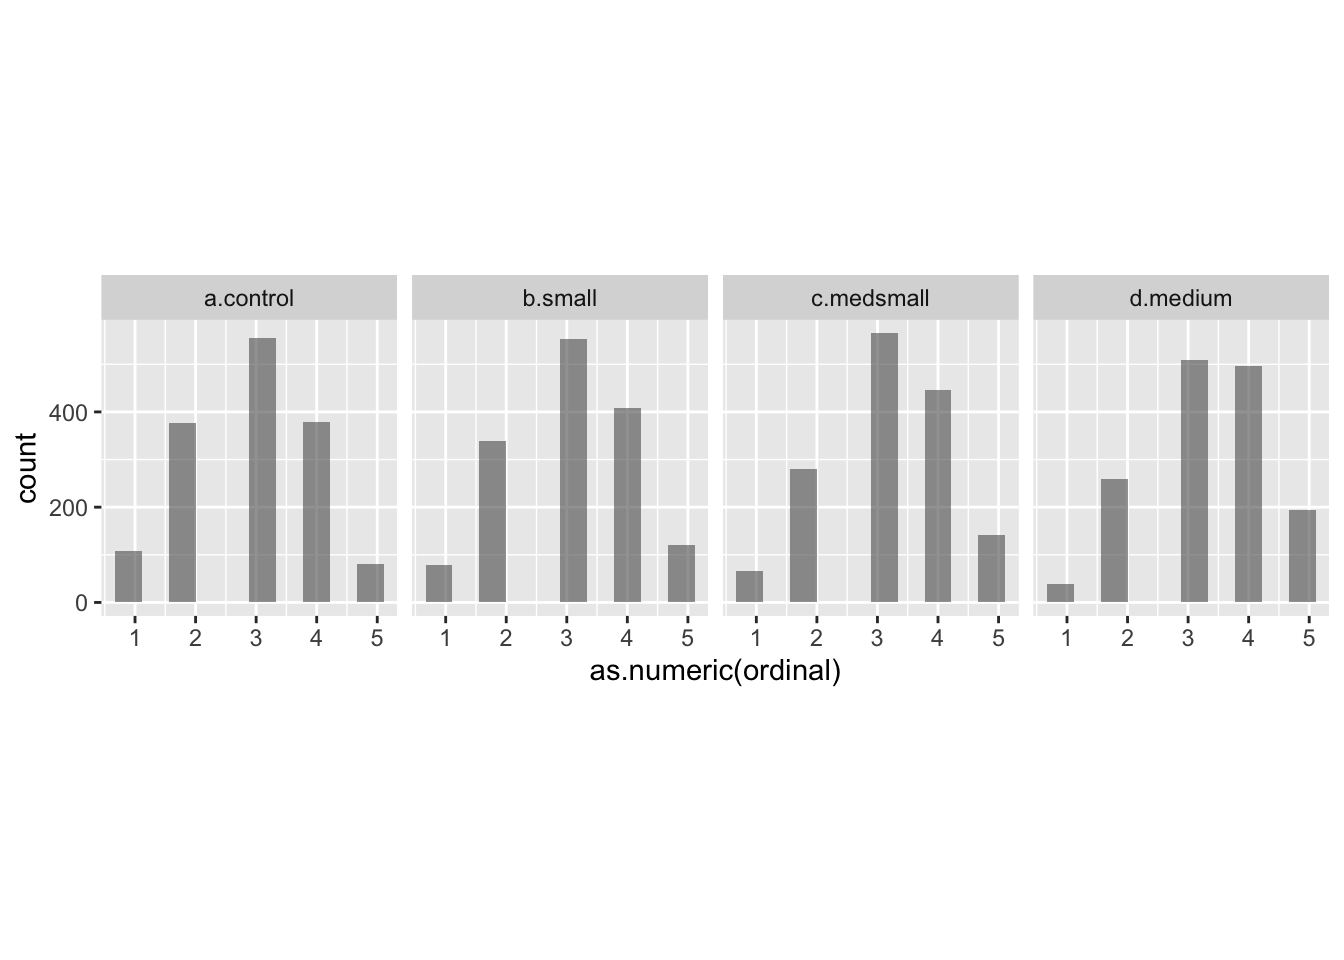 a.control b.small c.medsmall d.medium
400
200
0
count
1 2 3 4 5 1 2 3 4 5 1 2 3 4 5 1 2 3 4 5
as.numeric(ordinal)